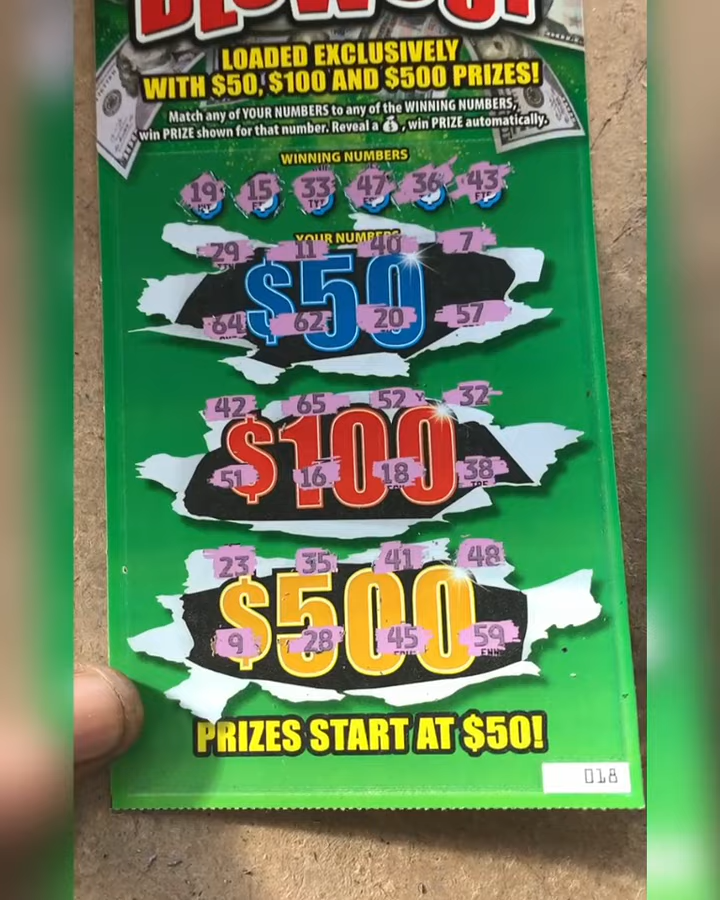 LOADED EXCLUSIVELY
WITH $50, $100 AND $500 PRIZES!
Match any of YOUR NUMBERS to any of the WINNING NUMBERS,
win PRIZE shown for that number. Reveal a $, win PRIZE automatically.
WINNING NUMBERS
19 15 33 47 36 43
YOUR NUMBERS
29 11 40 7
$50
64 62 20 57
42 65 52 32
$100
51 16 18 38
23 35 41 48
$500
9 28 45 59
PRIZES START AT $50!
018